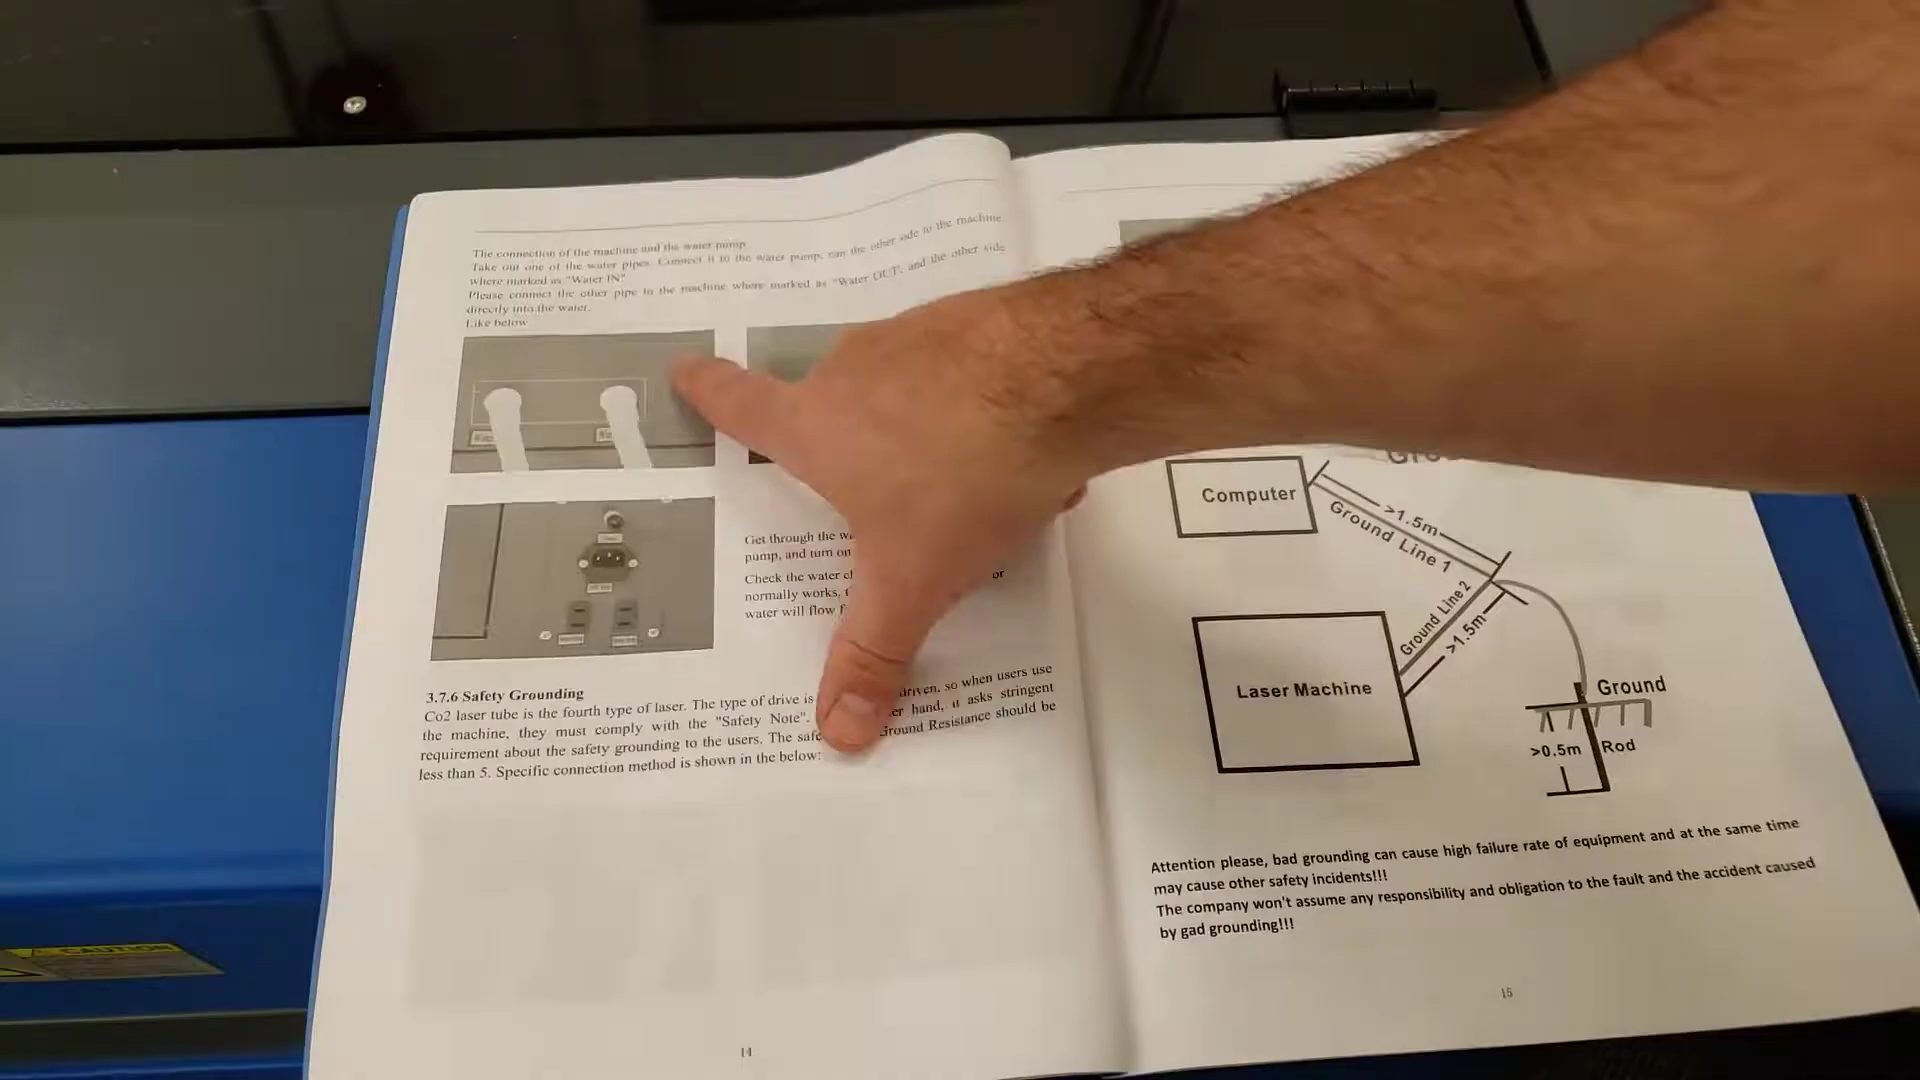 The connection of the machine and the water pump
Take out one of the water pipes. Connect it to the water pump, run the other side to the machine
where marked as "Water IN"
Please connect the other pipe to the machine where marked as "Water OUT', and the other side
directly into the water.
Like below
Get through the
pump, and turn on
Check the water
or
normally works,
water will flow
3.7.6 Safety Grounding
Co2 laser tube is the fourth type of laser. The type of drive is driven, so when users use
the machine, they must comply with the "Safety Note". hand, it asks stringent
requirement about the safety grounding to the users. The Ground Resistance should be
less than 5. Specific connection method is shown in the below:
14
Computer
>1.5m
Ground Line 1
Ground Line 2
>1.5m
Laser Machine
Ground
>0.5m
Rod
Attention please, bad grounding can cause high failure rate of equipment and at the same time
may cause other safety incidents!!!
The company won't assume any responsibility and obligation to the fault and the accident caused
by gad grounding!!!
15
CAUTION